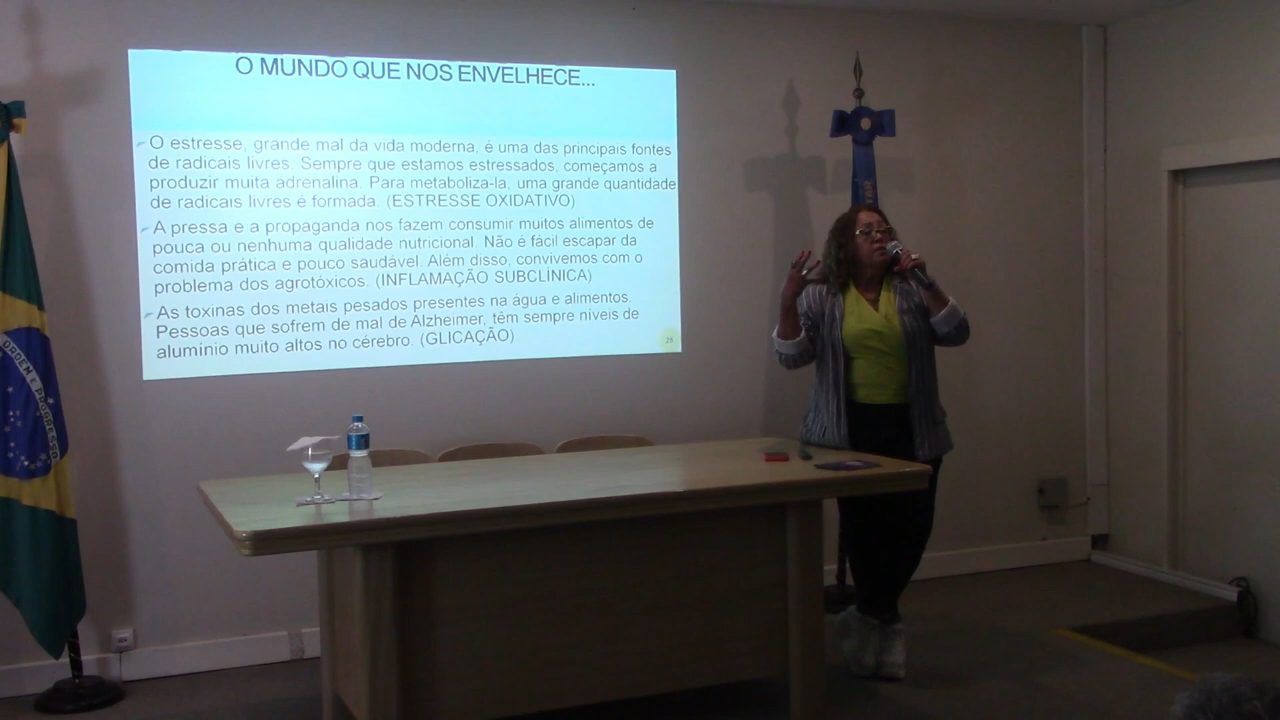 O MUNDO QUE NOS ENVELHECE...
O estresse, grande mal da vida moderna, é uma das principais fontes
de radicais livres. Sempre que estamos estressados, começamos a
produzir muita adrenalina. Para metaboliza-la, uma grande quantidade
de radicais livres é formada. (ESTRESSE OXIDATIVO)
A pressa e a propaganda nos fazem consumir muitos alimentos de
pouca ou nenhuma qualidade nutricional. Não é fácil escapar da
comida prática e pouco saudável. Além disso, convivemos com o
problema dos agrotóxicos. (INFLAMAÇÃO SUBCLÍNICA)
As toxinas dos metais pesados presentes na água e alimentos.
Pessoas que sofrem de mal de Alzheimer, têm sempre níveis de
alumínio muito altos no cérebro. (GLICAÇÃO)
26
ORDEM E PROGRESSO